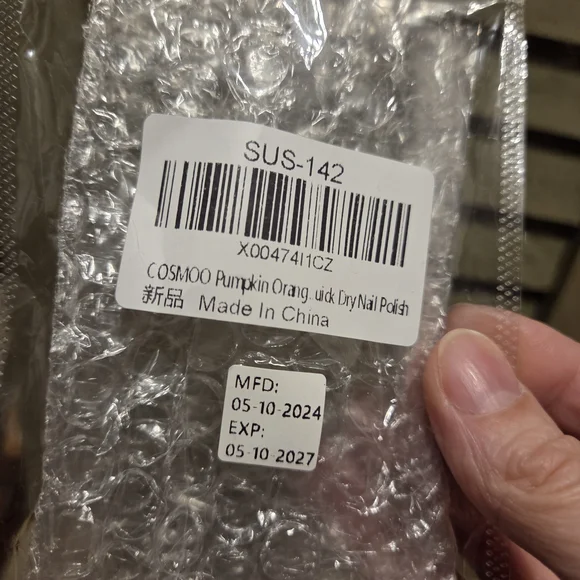 SUS-142
X00474I1CZ
COSMOO Pumpkin Orang...uick Dry Nail Polish
新品 Made In China
MFD:
05-10-2024
EXP:
05-10-2027